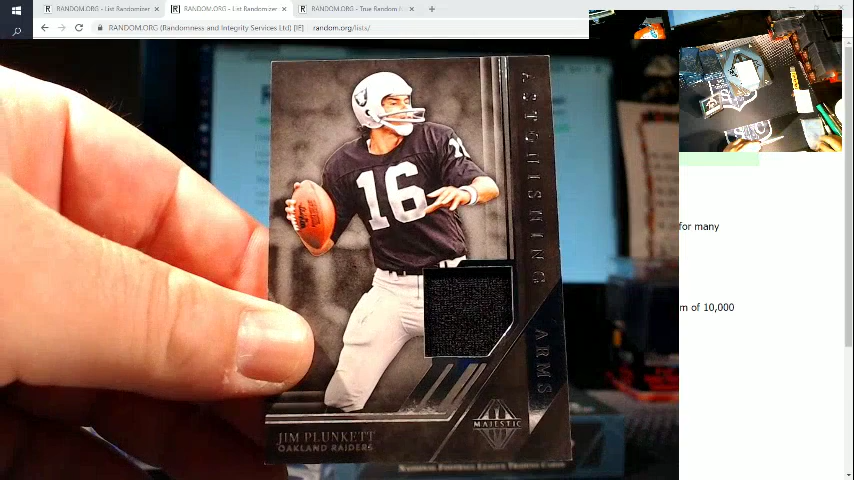 RANDOM.ORG - List Randomizer
RANDOM.ORG - List Randomizer
RANDOM.ORG - True Random
RANDOM.ORG (Randomness and Integrity Services Ltd) [IE]
random.org/lists/
for many
m of 10,000
16
ASTONISHING ARMS
MAJESTIC
JIM PLUNKETT
OAKLAND RAIDERS
NATIONAL FOOTBALL LEAGUE TRADING CARD